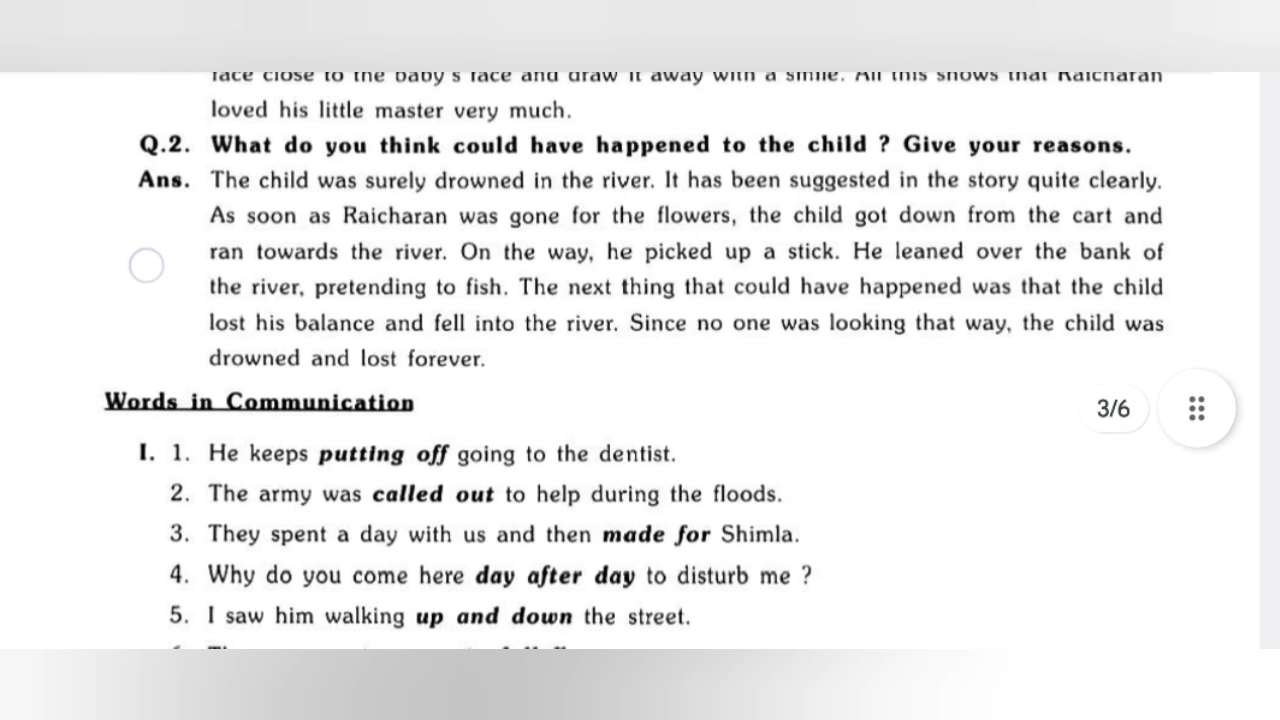 face close to the baby's face and draw it away with a smile. All this shows that Raicharan
loved his little master very much.
Q.2. What do you think could have happened to the child ? Give your reasons.
Ans. The child was surely drowned in the river. It has been suggested in the story quite clearly.
As soon as Raicharan was gone for the flowers, the child got down from the cart and
ran towards the river. On the way, he picked up a stick. He leaned over the bank of
the river, pretending to fish. The next thing that could have happened was that the child
lost his balance and fell into the river. Since no one was looking that way, the child was
drowned and lost forever.
Words in Communication
3/6
I. 1. He keeps putting off going to the dentist.
2. The army was called out to help during the floods.
3. They spent a day with us and then made for Shimla.
4. Why do you come here day after day to disturb me ?
5. I saw him walking up and down the street.